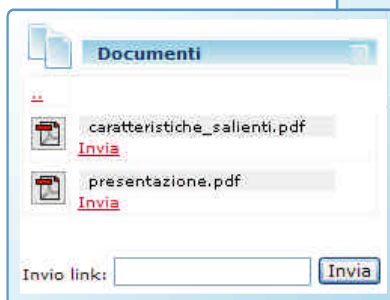 Documenti
..
caratteristiche_salienti.pdf
Invia
presentazione.pdf
Invia
Invio link: Invia